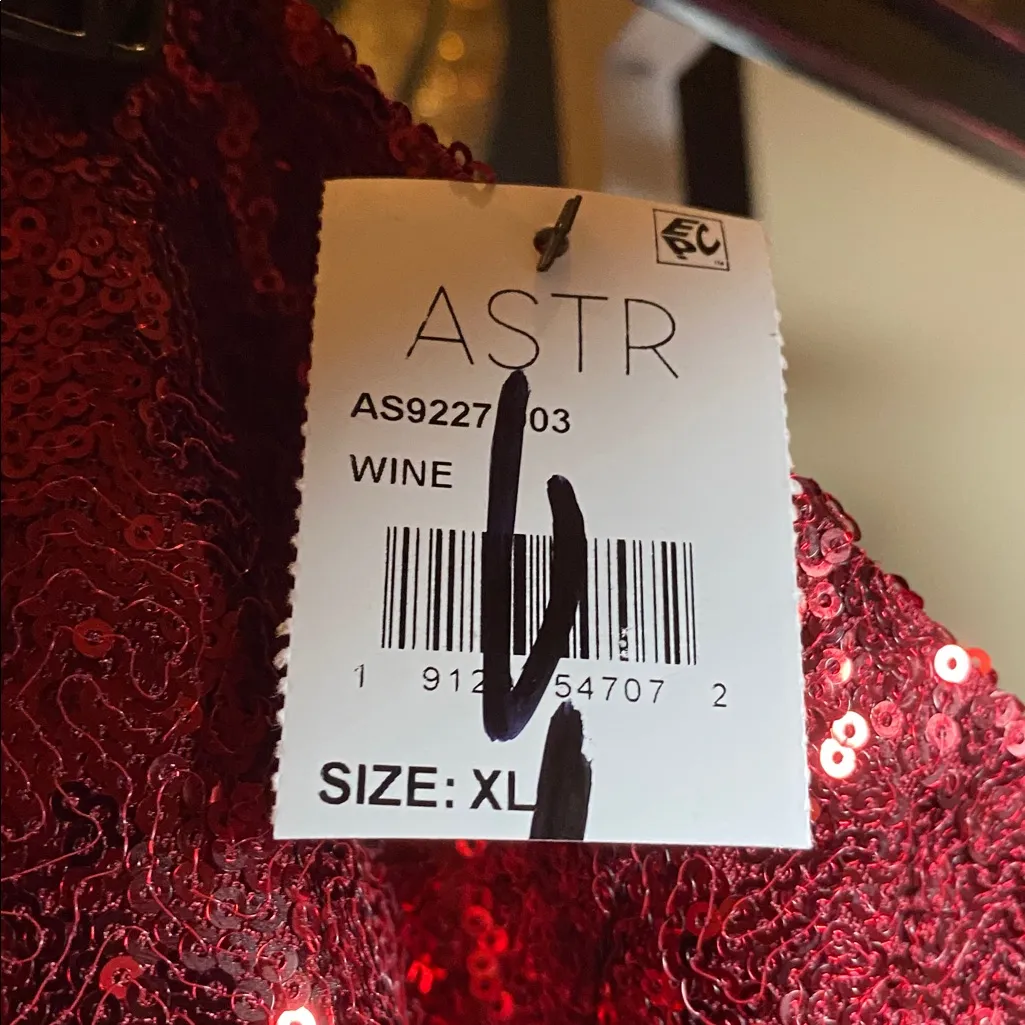 EPC
ASTR
AS9227 03
WINE
1 912 54707 2
SIZE: XL